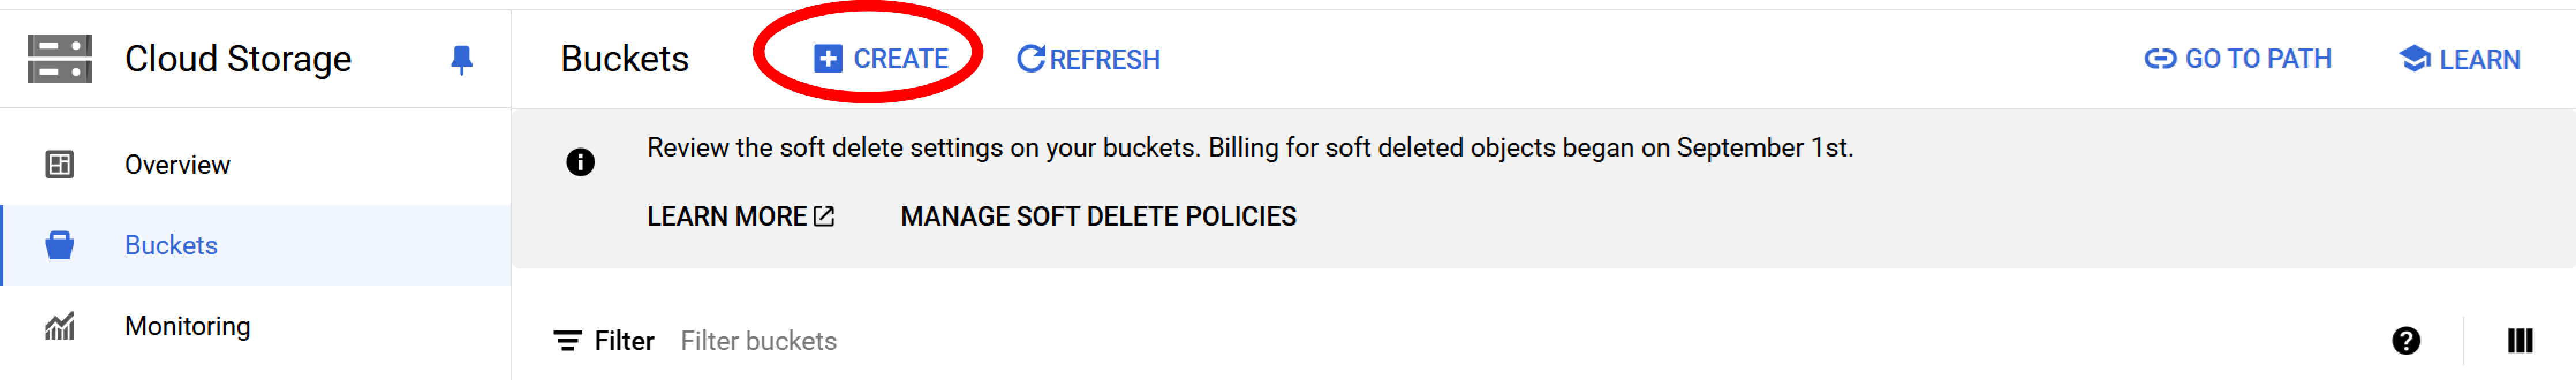 Cloud Storage
Buckets
CREATE
REFRESH
GO TO PATH
LEARN
Overview
Buckets
Monitoring
Review the soft delete settings on your buckets. Billing for soft deleted objects began on September 1st.
LEARN MORE
MANAGE SOFT DELETE POLICIES
Filter Filter buckets